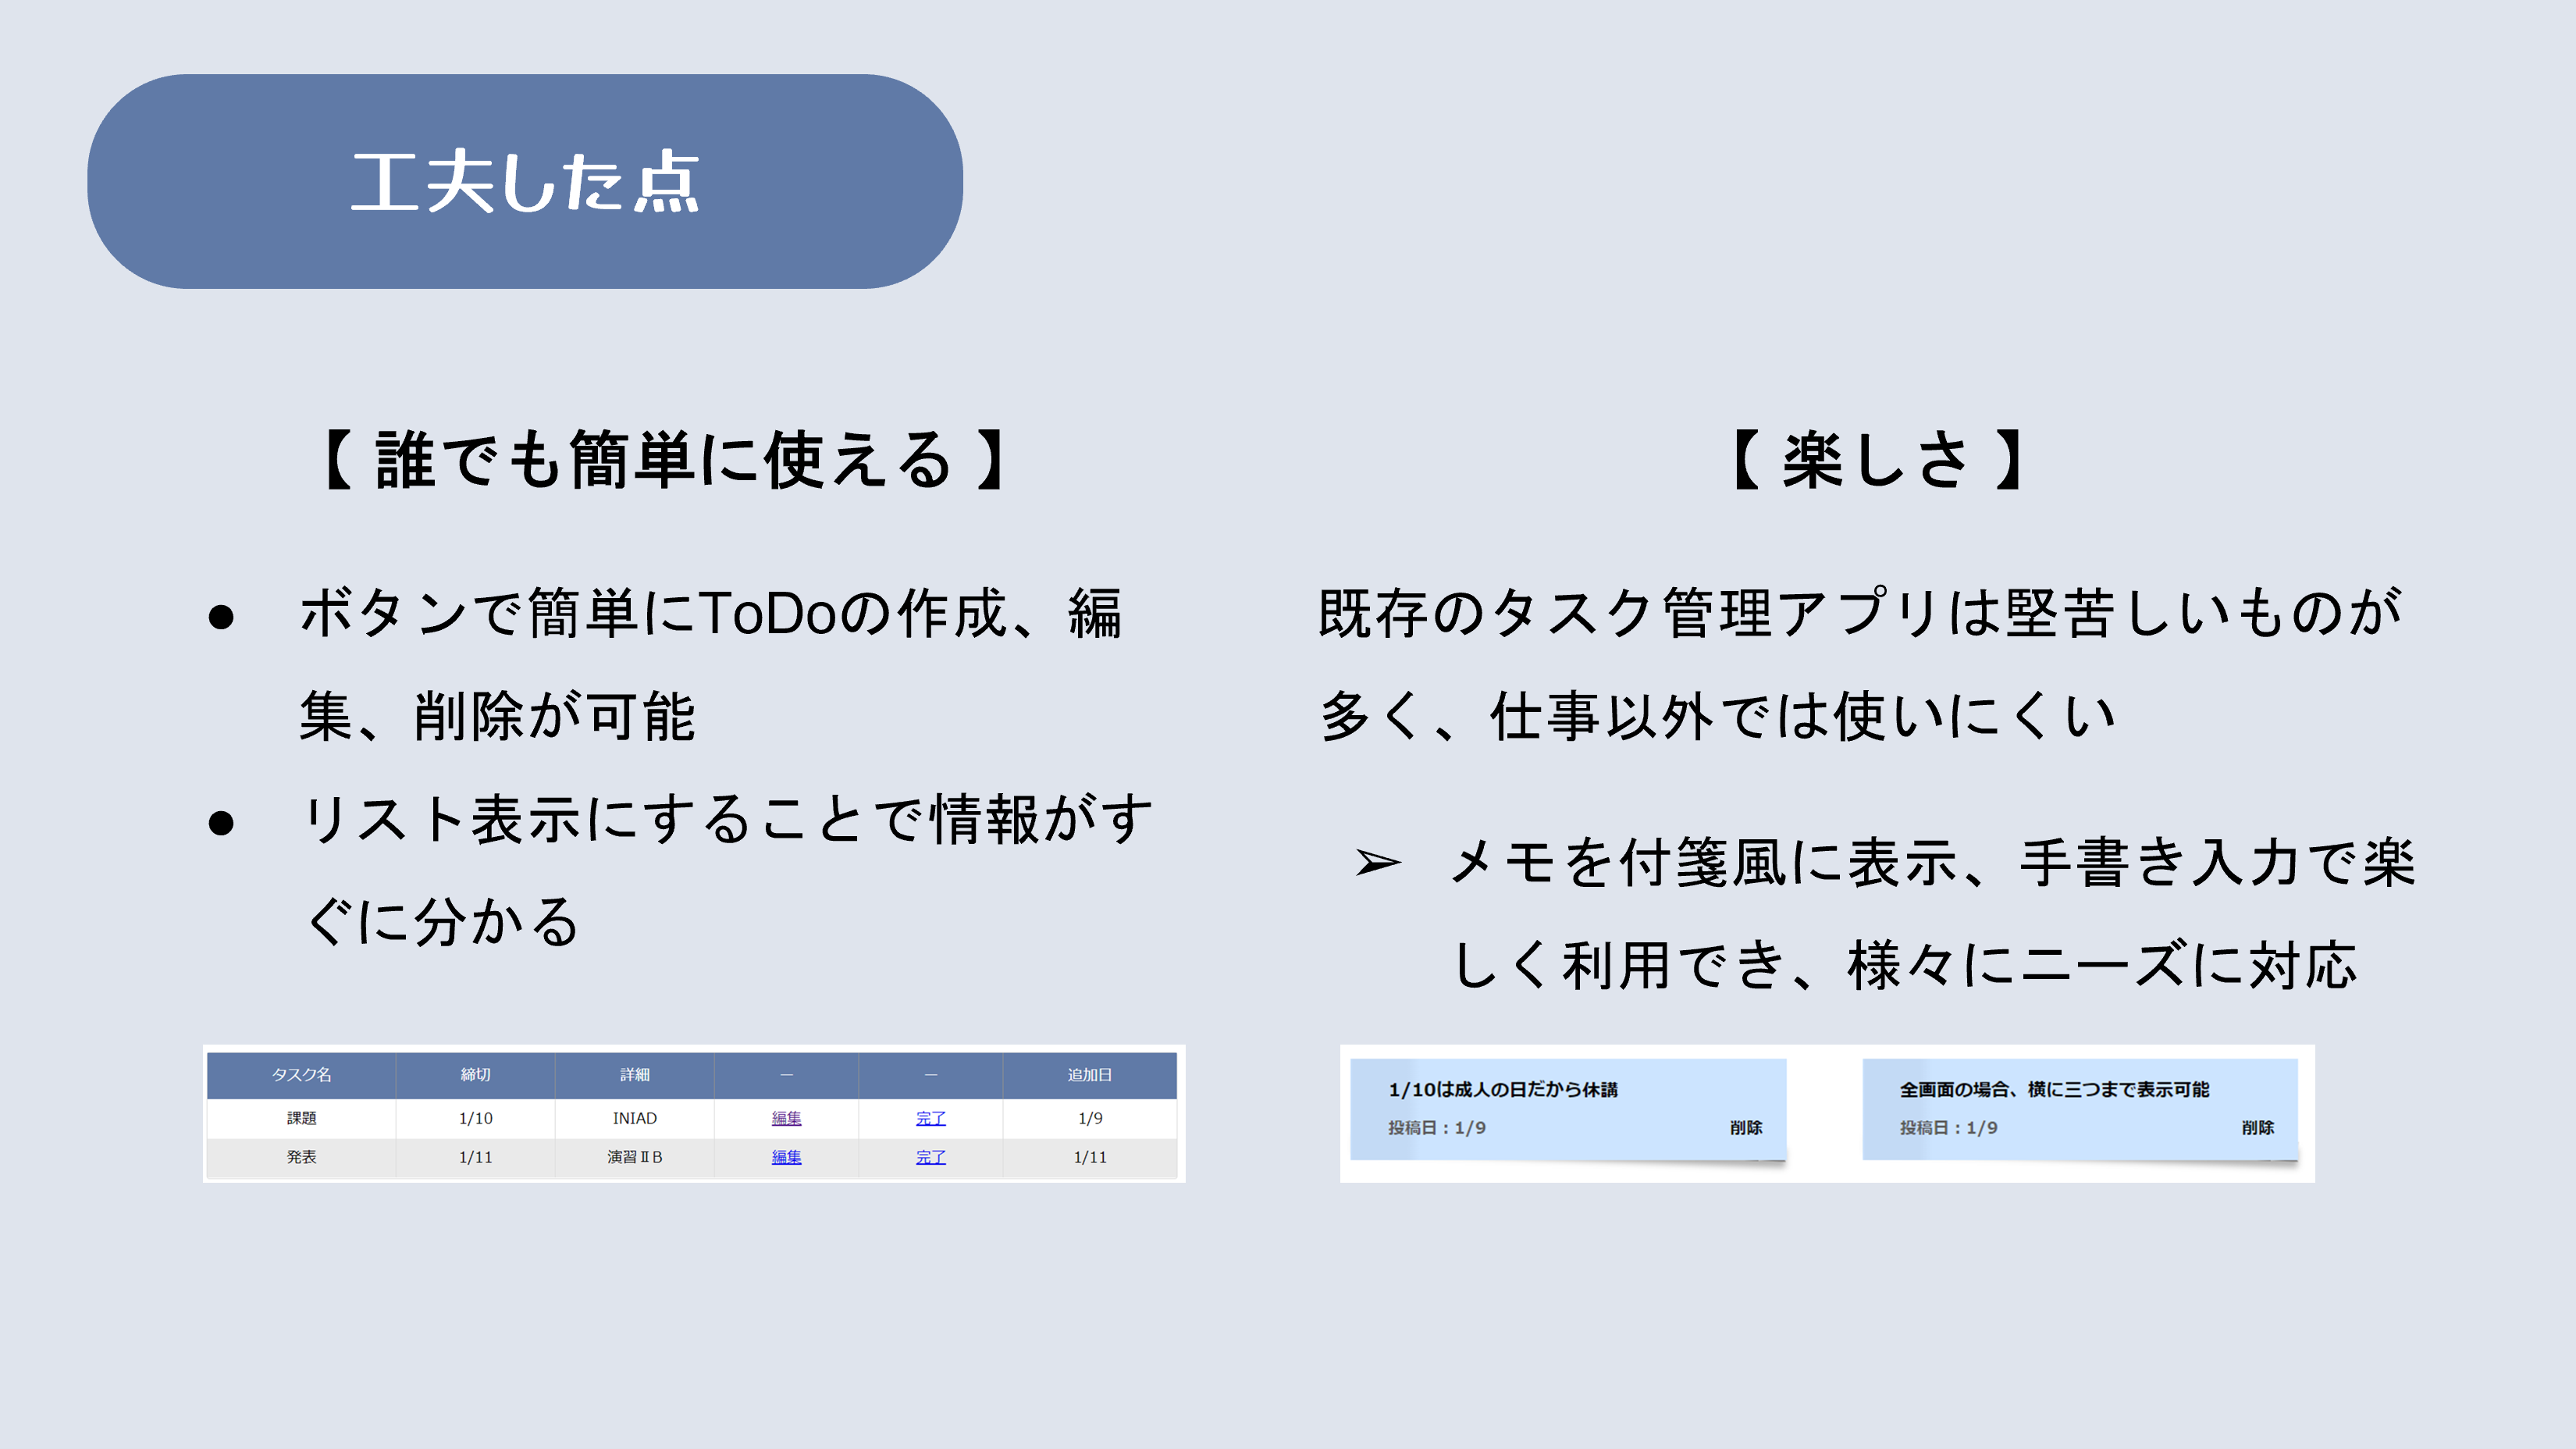 工夫した点
【 誰でも簡単に使える 】
● ボタンで簡単にToDoの作成、編
集、削除が可能
● リスト表示にすることで情報がす
ぐに分かる
タスク名 締切 詳細 — — 追加日
課題 1/10 INIAD 編集 完了 1/9
発表 1/11 演習ⅡB 編集 完了 1/11
【 楽しさ 】
既存のタスク管理アプリは堅苦しいものが
多く、仕事以外では使いにくい
➢ メモを付箋風に表示、手書き入力で楽
しく利用でき、様々にニーズに対応
1/10は成人の日だから休講
投稿日：1/9 削除
全画面の場合、横に三つまで表示可能
投稿日：1/9 削除